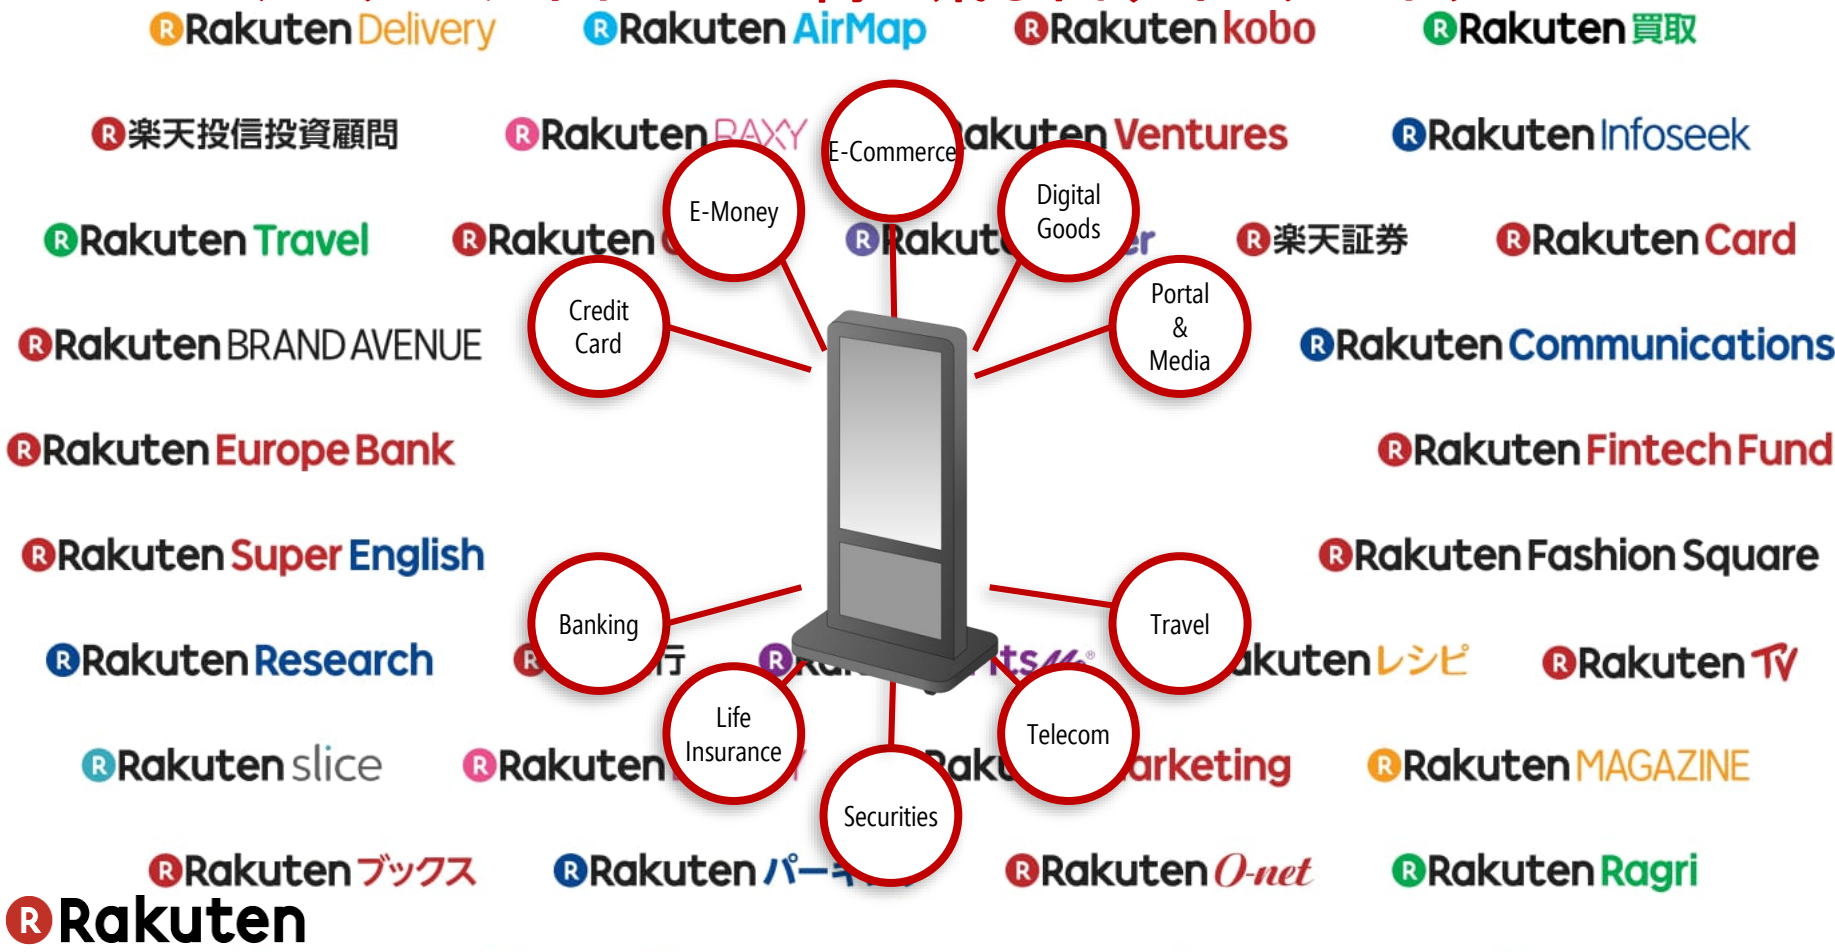 Rakuten Delivery
Rakuten AirMap
Rakuten kobo
Rakuten 買取
楽天投信投資顧問
Rakuten RAXY
E-Commerce
Ventures
Rakuten Infoseek
E-Money
Digital
Goods
Rakuten Travel
Rakuten
楽天証券
Rakuten Card
Credit
Card
Portal
&
Media
Rakuten BRAND AVENUE
Rakuten Communications
Rakuten Europe Bank
Rakuten Fintech Fund
Rakuten Super English
Rakuten Fashion Square
Banking
Travel
Rakuten Research
レシピ
Rakuten TV
Life
Insurance
Telecom
Rakuten slice
Rakuten
Rakuten MAGAZINE
Securities
Rakuten ブックス
Rakuten
Rakuten O-net
Rakuten Ragri
Rakuten